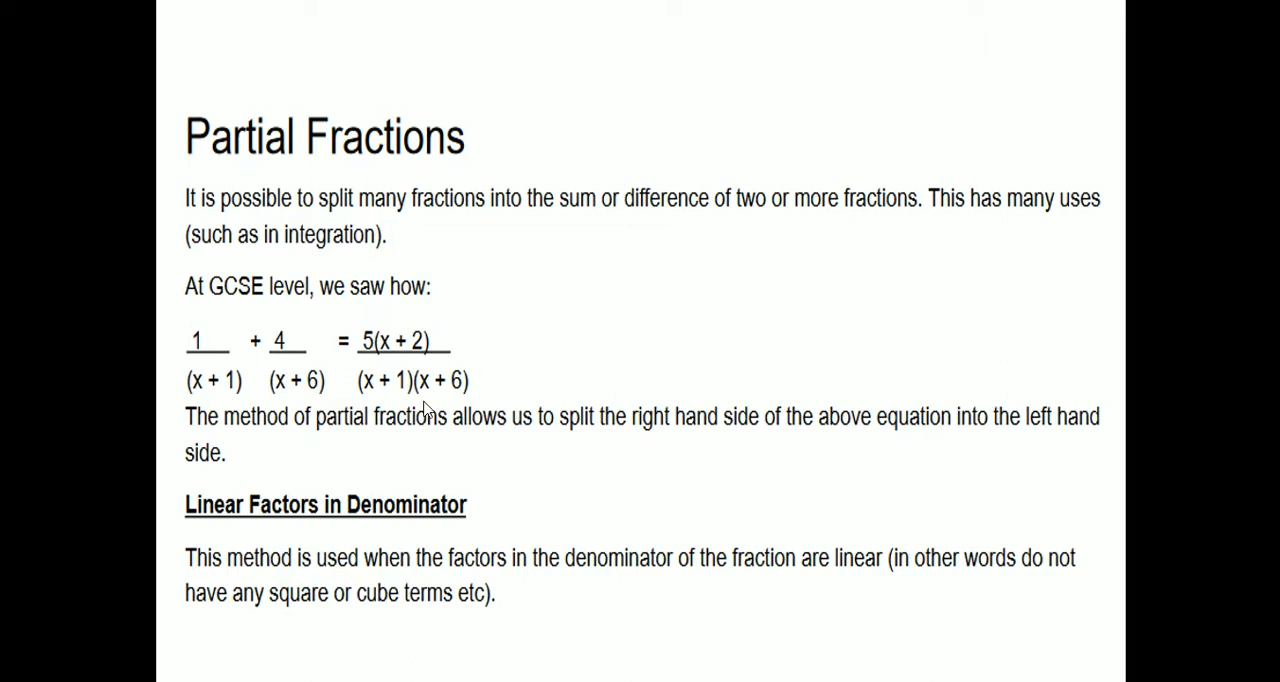 Partial Fractions
It is possible to split many fractions into the sum or difference of two or more fractions. This has many uses
(such as in integration).
At GCSE level, we saw how:
1 + 4 = 5(x + 2)
(x + 1) (x + 6) (x + 1)(x + 6)
The method of partial fractions allows us to split the right hand side of the above equation into the left hand
side.
Linear Factors in Denominator
This method is used when the factors in the denominator of the fraction are linear (in other words do not
have any square or cube terms etc).